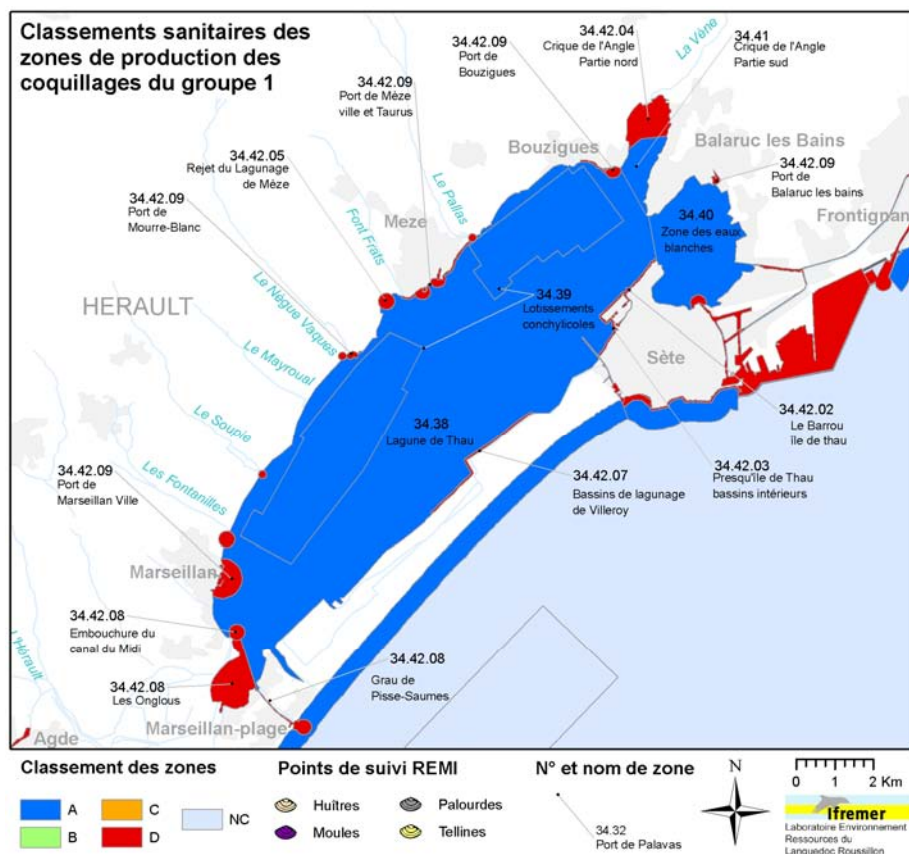 Classements sanitaires des
zones de production des
coquillages du groupe 1
34.42.09
Port de Mèze
ville et Taurus
34.42.09
Port de
Bouzigues
34.42.04
Crique de l'Angle
Partie nord
La Vène
34.41
Crique de l'Angle
Partie sud
34.42.05
Rejet du Lagunage
de Mèze
Bouzigues
Balaruc les Bains
34.42.09
Port de
Balaruc les bains
34.42.09
Port de
Mourre-Blanc
Font Frats
Meze
Le Pallas
34.40
Zone des eaux
blanches
Frontignan
HERAULT
Le Nègue Vaques
34.39
Lotissements
conchylicoles
Le Mayroual
Sète
Le Soupie
34.38
Lagune de Thau
34.42.02
Le Barrou
île de thau
34.42.09
Port de
Marseillan Ville
Les Fontanilles
34.42.07
Bassins de lagunage
de Villeroy
34.42.03
Presqu'île de Thau
bassins intérieurs
Marseillan
34.42.08
Embouchure du
canal du Midi
L'Hérault
34.42.08
Les Onglous
34.42.08
Grau de
Pisse-Saumes
Marseillan-plage
Agde
Classement des zones
A
B
C
D
NC
Points de suivi REMI
Huîtres
Moules
Palourdes
Tellines
N° et nom de zone
34.32
Port de Palavas
N
0 1 2 Km
Ifremer
Laboratoire Environnement
Ressources du
Languedoc Roussillon